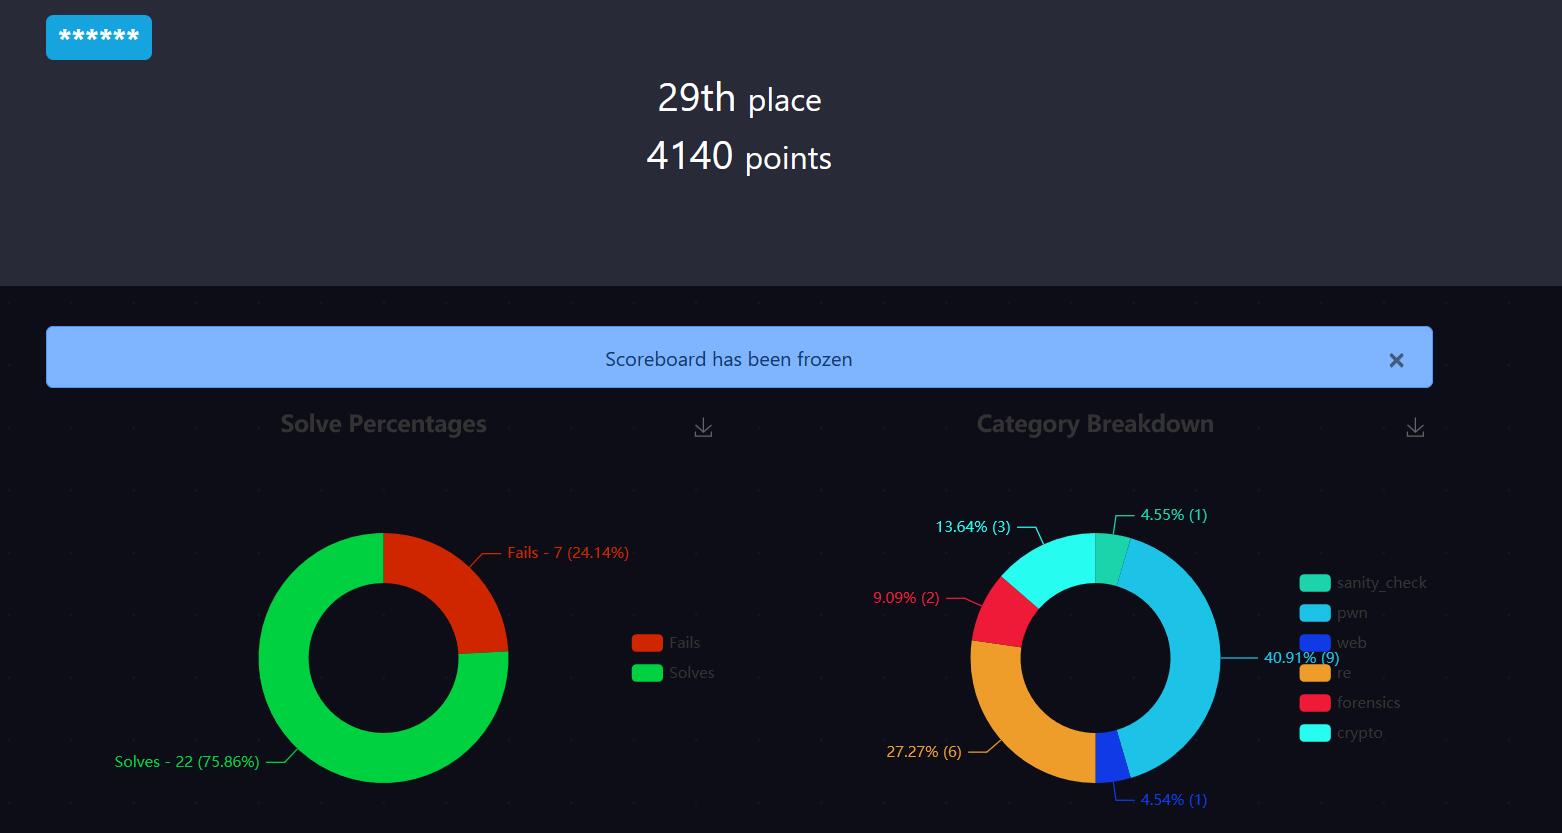 ******
29th place
4140 points
Scoreboard has been frozen
×
Solve Percentages
Fails - 7 (24.14%)
Solves - 22 (75.86%)
Fails
Solves
Category Breakdown
4.55% (1)
13.64% (3)
9.09% (2)
40.91% (9)
27.27% (6)
4.54% (1)
sanity_check
pwn
web
re
forensics
crypto